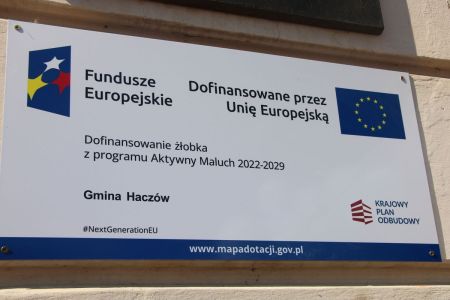 Fundusze
Europejskie
Dofinansowane przez
Unię Europejską
Dofinansowanie żłobka
z programu Aktywny Maluch 2022-2029
Gmina Haczów
KRAJOWY
PLAN
ODBUDOWY
#NextGenerationEU
www.mapadotacji.gov.pl